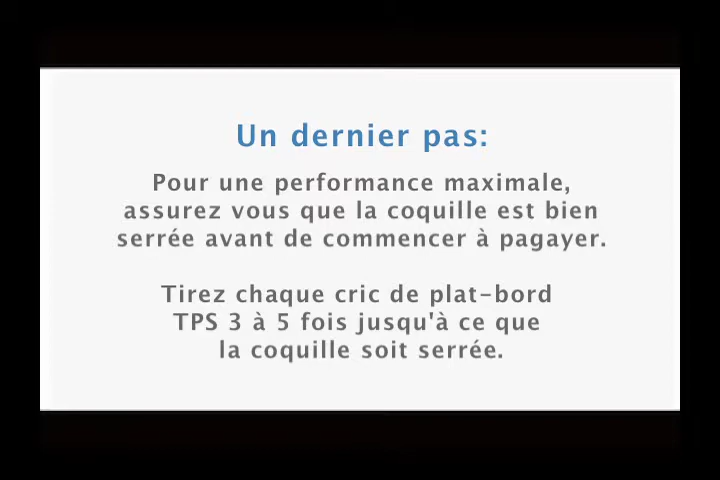 Un dernier pas:
Pour une performance maximale,
assurez vous que la coquille est bien
serrée avant de commencer à pagayer.
Tirez chaque cric de plat-bord
TPS 3 à 5 fois jusqu'à ce que
la coquille soit serrée.